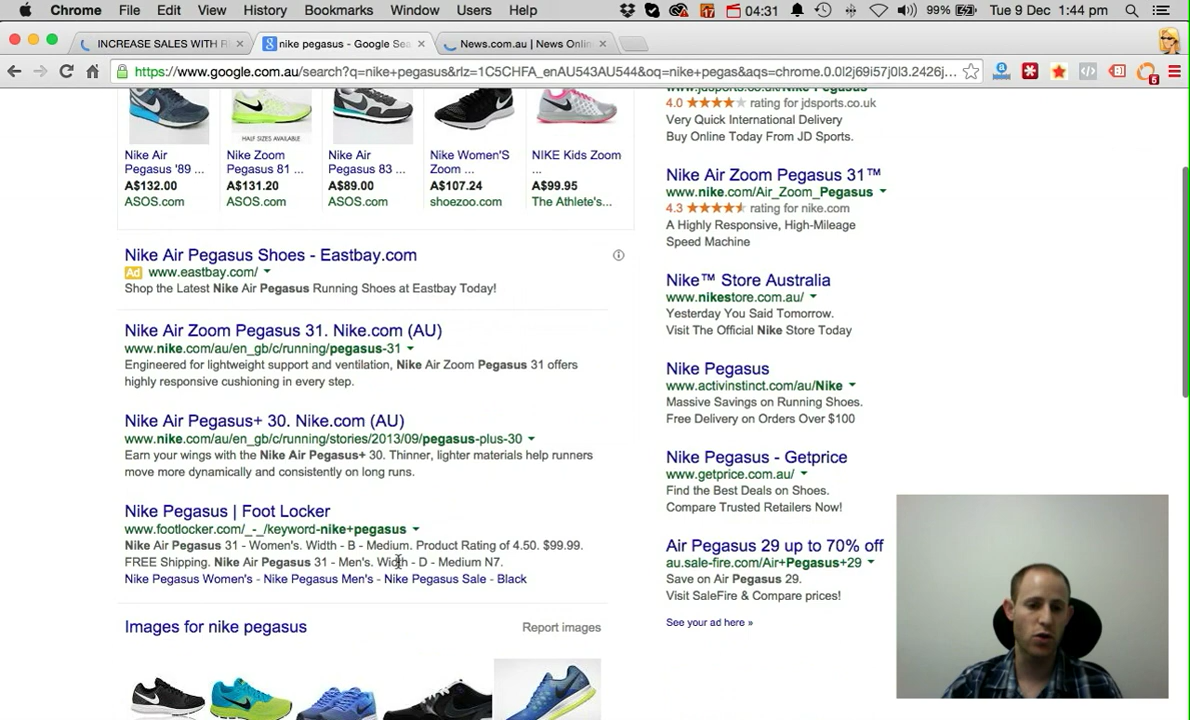 Chrome File Edit View History Bookmarks Window Users Help 17 04:31 99% Tue 9 Dec 1:44 pm
INCREASE SALES WITH R × nike pegasus - Google Sea × News.com.au | News Onlin ×
https://www.google.com.au/search?q=nike+pegasus&rlz=1C5CHFA_enAU543AU544&oq=nike+pegas&aqs=chrome.0.0l2j69i57j0l3.2426j...
HALF SIZES AVAILABLE
Nike Air Pegasus '89 ...
A$132.00
ASOS.com
Nike Zoom Pegasus 81 ...
A$131.20
ASOS.com
Nike Air Pegasus 83 ...
A$89.00
ASOS.com
Nike Women'S Zoom ...
A$107.24
shoezoo.com
NIKE Kids Zoom ...
A$99.95
The Athlete's...
Nike Air Pegasus Shoes - Eastbay.com
Ad www.eastbay.com/
Shop the Latest Nike Air Pegasus Running Shoes at Eastbay Today!
Nike Air Zoom Pegasus 31. Nike.com (AU)
www.nike.com/au/en_gb/c/running/pegasus-31
Engineered for lightweight support and ventilation, Nike Air Zoom Pegasus 31 offers
highly responsive cushioning in every step.
Nike Air Pegasus+ 30. Nike.com (AU)
www.nike.com/au/en_gb/c/running/stories/2013/09/pegasus-plus-30
Earn your wings with the Nike Air Pegasus+ 30. Thinner, lighter materials help runners
move more dynamically and consistently on long runs.
Nike Pegasus | Foot Locker
www.footlocker.com/_-_/keyword-nike+pegasus
Nike Air Pegasus 31 - Women's. Width - B - Medium. Product Rating of 4.50. $99.99.
FREE Shipping. Nike Air Pegasus 31 - Men's. Width - D - Medium N7.
Nike Pegasus Women's - Nike Pegasus Men's - Nike Pegasus Sale - Black
Images for nike pegasus
Report images
www.jdsports.co.uk/Nike-Pegasus
4.0 rating for jdsports.co.uk
Very Quick International Delivery
Buy Online Today From JD Sports.
Nike Air Zoom Pegasus 31™
www.nike.com/Air_Zoom_Pegasus
4.3 rating for nike.com
A Highly Responsive, High-Mileage
Speed Machine
Nike™ Store Australia
www.nikestore.com.au/
Yesterday You Said Tomorrow.
Visit The Official Nike Store Today
Nike Pegasus
www.activinstinct.com/au/Nike
Massive Savings on Running Shoes.
Free Delivery on Orders Over $100
Nike Pegasus - Getprice
www.getprice.com.au/
Find the Best Deals on Shoes.
Compare Trusted Retailers Now!
Air Pegasus 29 up to 70% off
au.salefire.com/Air+Pegasus+29
Save on Air Pegasus 29.
Visit SaleFire & Compare prices!
See your ad here »